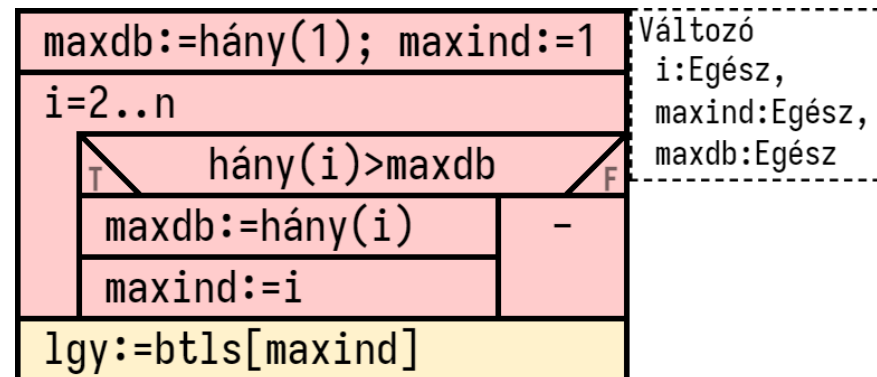 maxdb:=hány(1); maxind:=1
i=2..n
T hány(i)>maxdb F
maxdb:=hány(i) -
maxind:=i
lgy:=btls[maxind]
Változó
i:Egész,
maxind:Egész,
maxdb:Egész